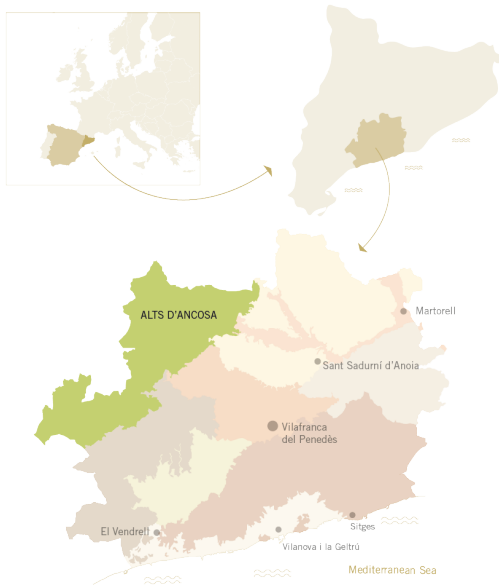 ALTS D'ANCOSA
Martorell
Sant Sadurní d'Anoia
Vilafranca
del Penedès
El Vendrell
Sitges
Vilanova i la Geltrú
Mediterranean Sea